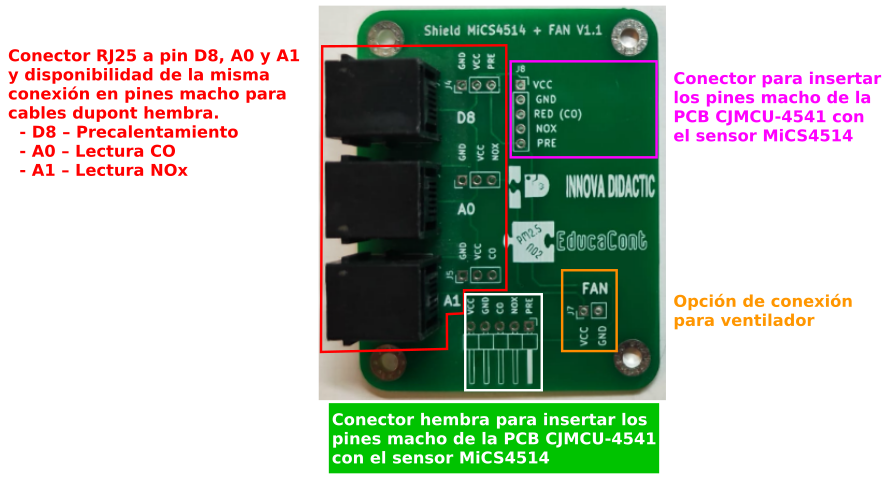 Conector RJ25 a pin D8, A0 y A1
y disponibilidad de la misma
conexión en pines macho para
cables dupont hembra.
- D8 – Precalentamiento
- A0 – Lectura CO
- A1 – Lectura NOx
Shield MiCS4514 + FAN V1.1
GND VCC PRE
J4
D8
GND VCC NOX
A0
GND VCC CO
J5
A1
J8
VCC
GND
RED (CO)
NOX
PRE
INNOVA DIDACTIC
PM2.5
NO2
EducaCont
FAN
J7
VCC GND
VCC GND CO NOX PRE
Conector para insertar
los pines macho de la
PCB CJMCU-4541 con
el sensor MiCS4514
Opción de conexión
para ventilador
Conector hembra para insertar los
pines macho de la PCB CJMCU-4541
con el sensor MiCS4514